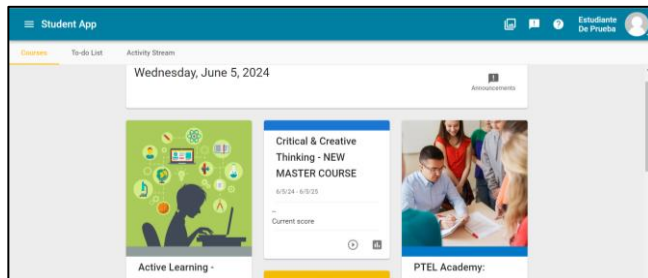 Student App
Estudiante
De Prueba
Courses
To-do List
Activity Stream
Wednesday, June 5, 2024
Announcements
Critical & Creative
Thinking - NEW
MASTER COURSE
6/5/24 - 6/5/25
--
Current score
Active Learning -
PTEL Academy: